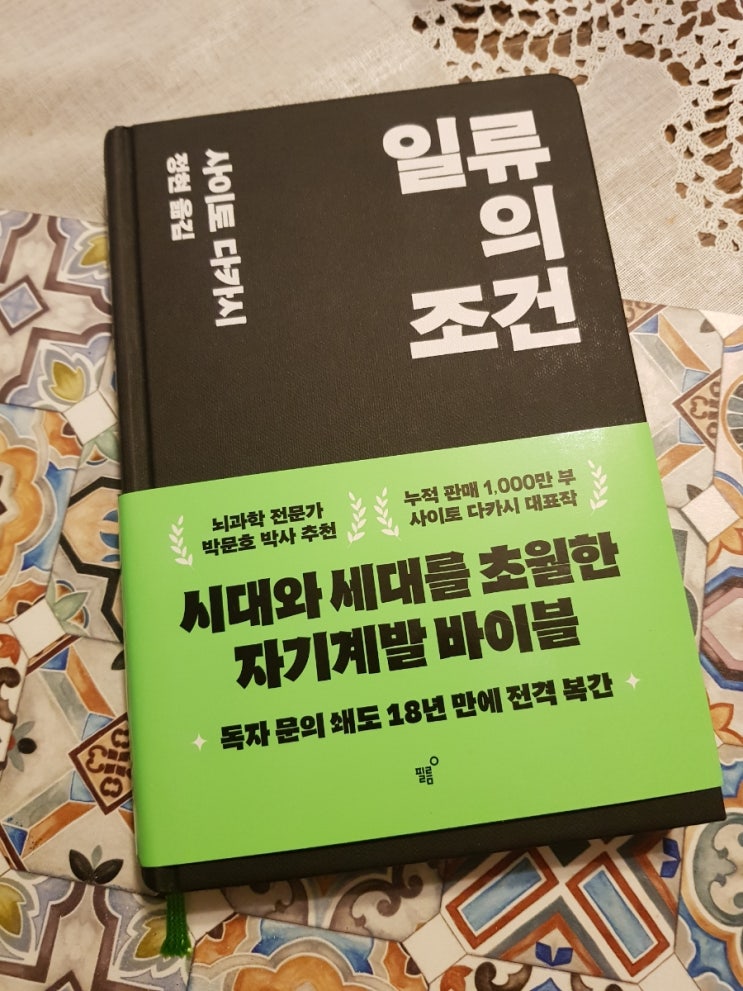 일류
의
조건
사이토 다카시
정현 옮김
뇌과학 전문가
박문호 박사 추천
누적 판매 1,000만 부
사이토 다카시 대표작
시대와 세대를 초월한
자기계발 바이블
독자 문의 쇄도 18년 만에 전격 복간
필름